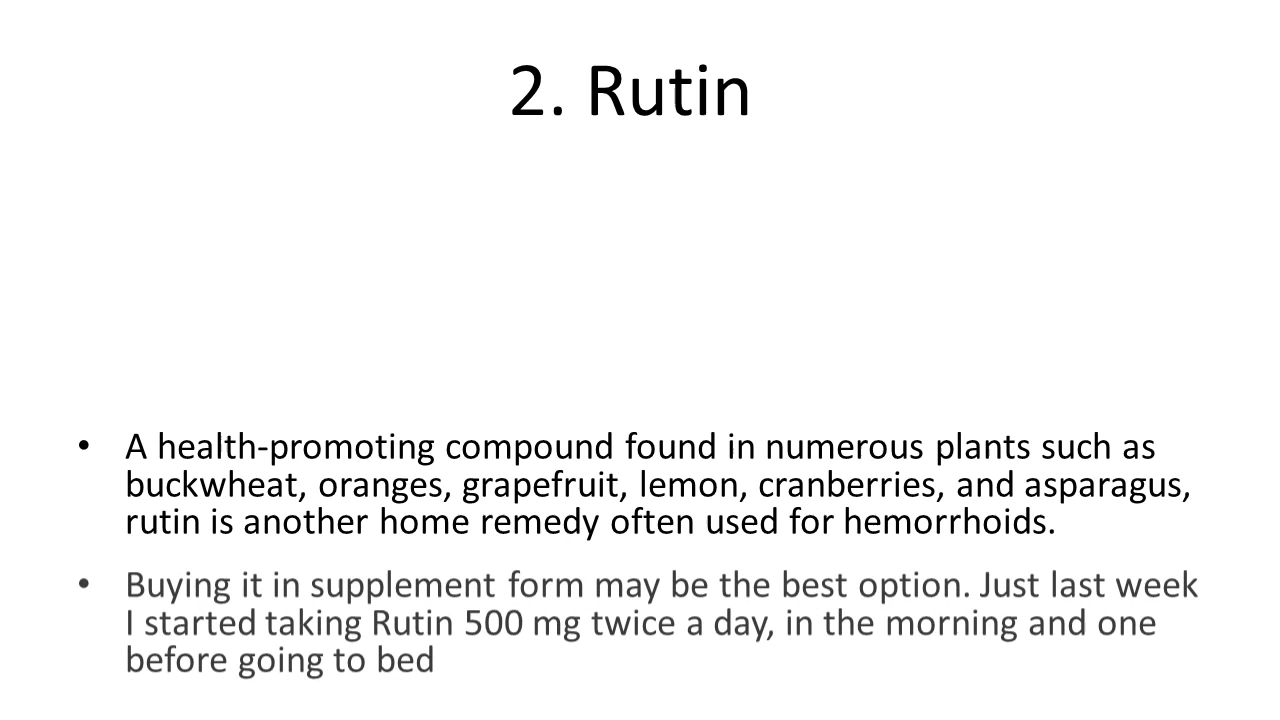 2. Rutin
• A health-promoting compound found in numerous plants such as
buckwheat, oranges, grapefruit, lemon, cranberries, and asparagus,
rutin is another home remedy often used for hemorrhoids.
• Buying it in supplement form may be the best option. Just last week
I started taking Rutin 500 mg twice a day, in the morning and one
before going to bed